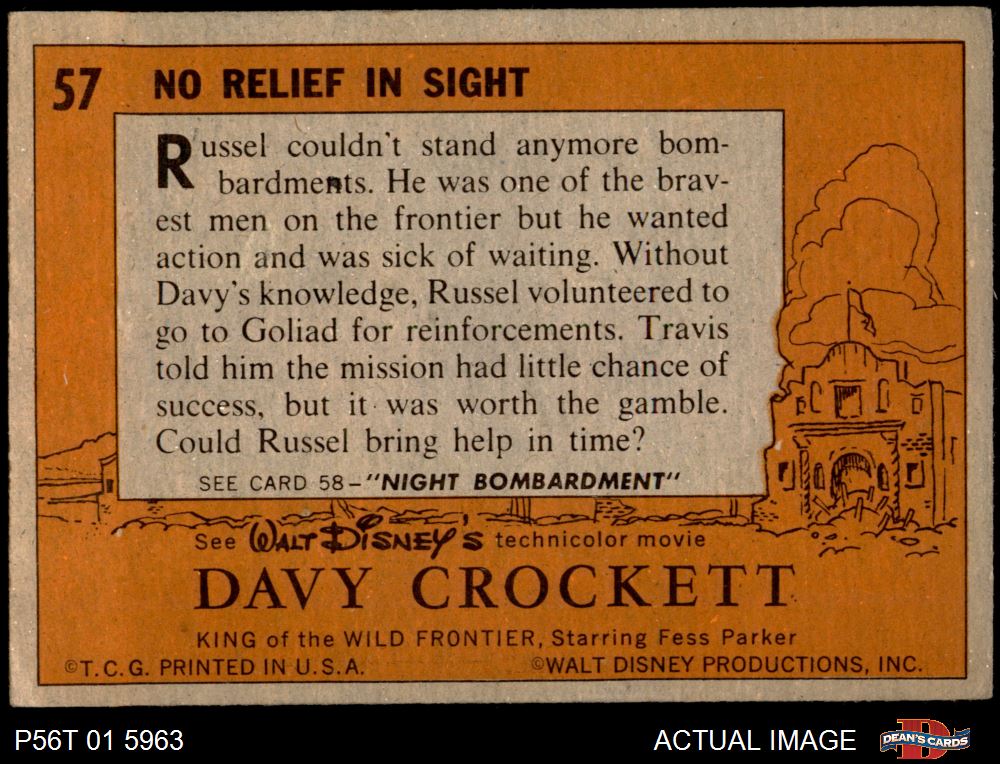 57 NO RELIEF IN SIGHT
Russel couldn't stand anymore bom-
bardments. He was one of the brav-
est men on the frontier but he wanted
action and was sick of waiting. Without
Davy's knowledge, Russel volunteered to
go to Goliad for reinforcements. Travis
told him the mission had little chance of
success, but it was worth the gamble.
Could Russel bring help in time?
SEE CARD 58-"NIGHT BOMBARDMENT"
See WALT DISNEY'S technicolor movie
DAVY CROCKETT
KING of the WILD FRONTIER, Starring Fess Parker
©T.C.G. PRINTED IN U.S.A. ©WALT DISNEY PRODUCTIONS, INC.
P56T 01 5963 ACTUAL IMAGE D DEAN'S CARDS